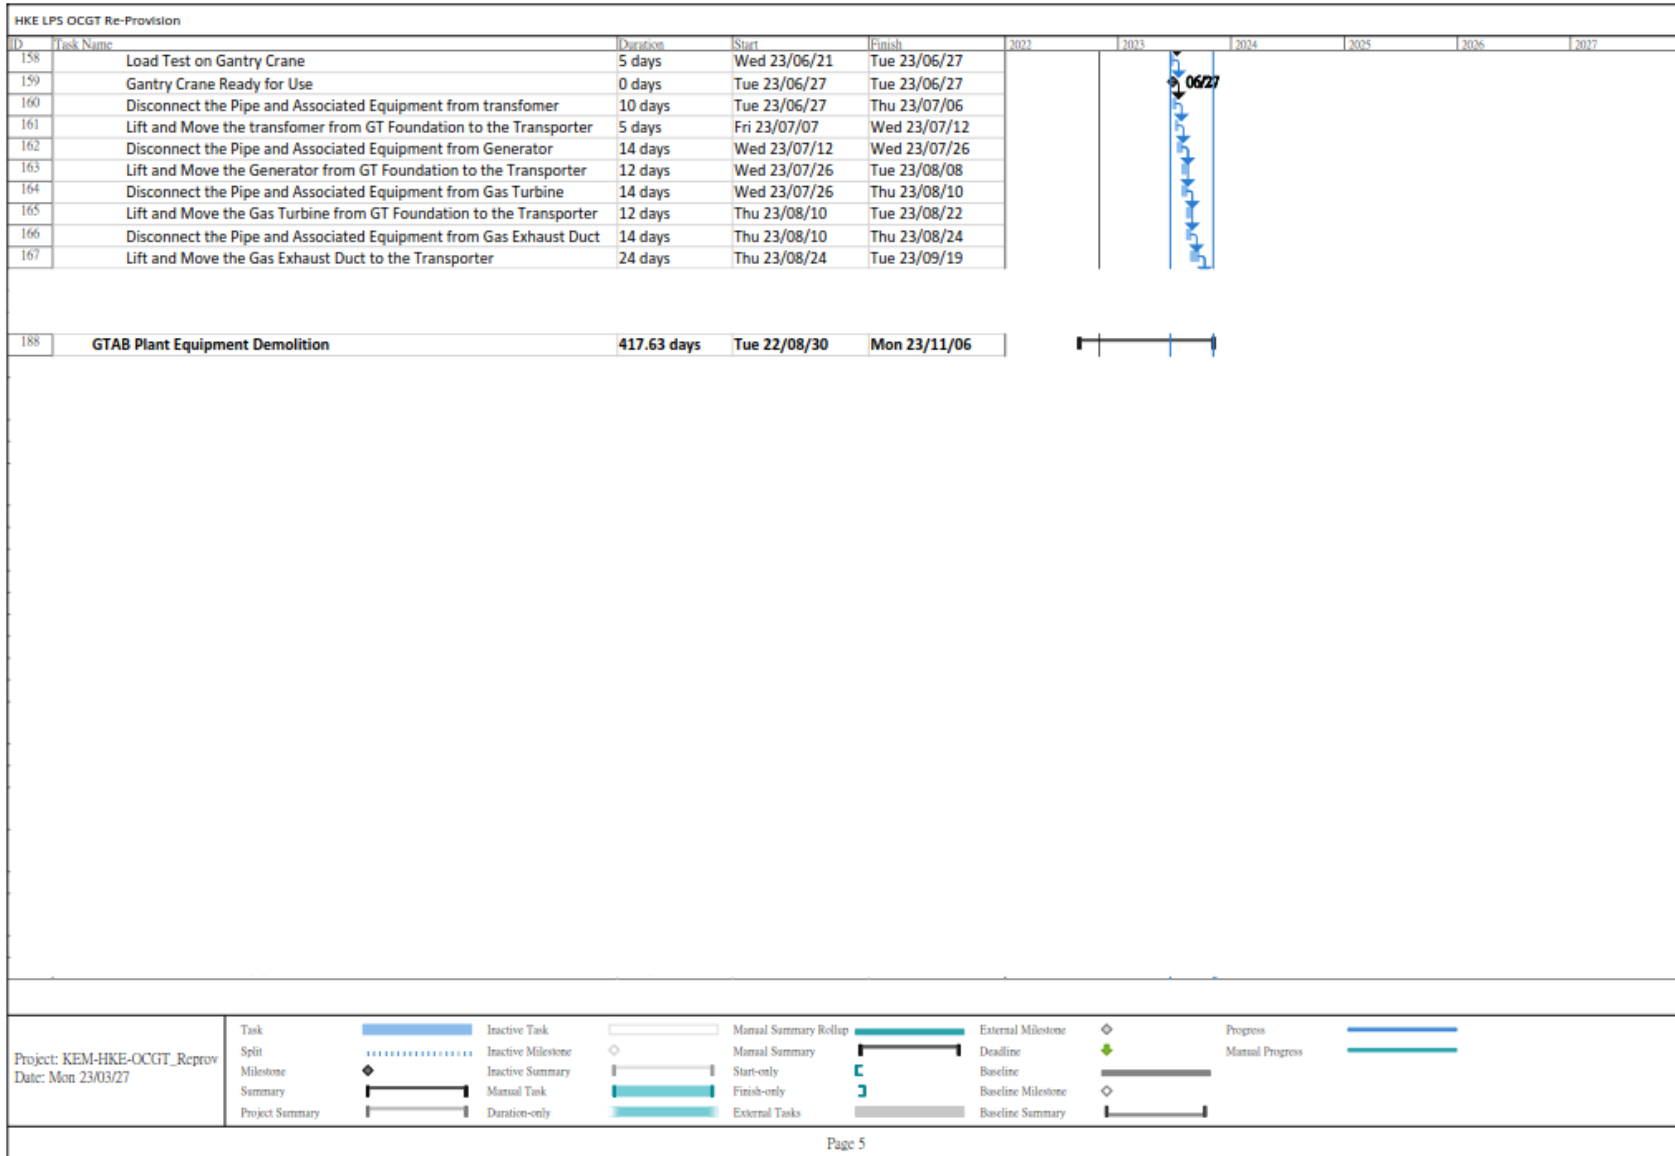 HKE LPS OCGT Re-Provision
ID Task Name Duration Start Finish 2022 2023 2024 2025 2026 2027
158 Load Test on Gantry Crane 5 days Wed 23/06/21 Tue 23/06/27
159 Gantry Crane Ready for Use 0 days Tue 23/06/27 Tue 23/06/27 06/27
160 Disconnect the Pipe and Associated Equipment from transfomer 10 days Tue 23/06/27 Thu 23/07/06
161 Lift and Move the transfomer from GT Foundation to the Transporter 5 days Fri 23/07/07 Wed 23/07/12
162 Disconnect the Pipe and Associated Equipment from Generator 14 days Wed 23/07/12 Wed 23/07/26
163 Lift and Move the Generator from GT Foundation to the Transporter 12 days Wed 23/07/26 Tue 23/08/08
164 Disconnect the Pipe and Associated Equipment from Gas Turbine 14 days Wed 23/07/26 Thu 23/08/10
165 Lift and Move the Gas Turbine from GT Foundation to the Transporter 12 days Thu 23/08/10 Tue 23/08/22
166 Disconnect the Pipe and Associated Equipment from Gas Exhaust Duct 14 days Thu 23/08/10 Thu 23/08/24
167 Lift and Move the Gas Exhaust Duct to the Transporter 24 days Thu 23/08/24 Tue 23/09/19
188 GTAB Plant Equipment Demolition 417.63 days Tue 22/08/30 Mon 23/11/06
Project: KEM-HKE-OCGT_Reprov
Date: Mon 23/03/27
Task Inactive Task Manual Summary Rollup External Milestone Progress
Split Inactive Milestone Manual Summary Deadline Manual Progress
Milestone Inactive Summary Start-only Baseline
Summary Manual Task Finish-only Baseline Milestone
Project Summary Duration-only External Tasks Baseline Summary
Page 5